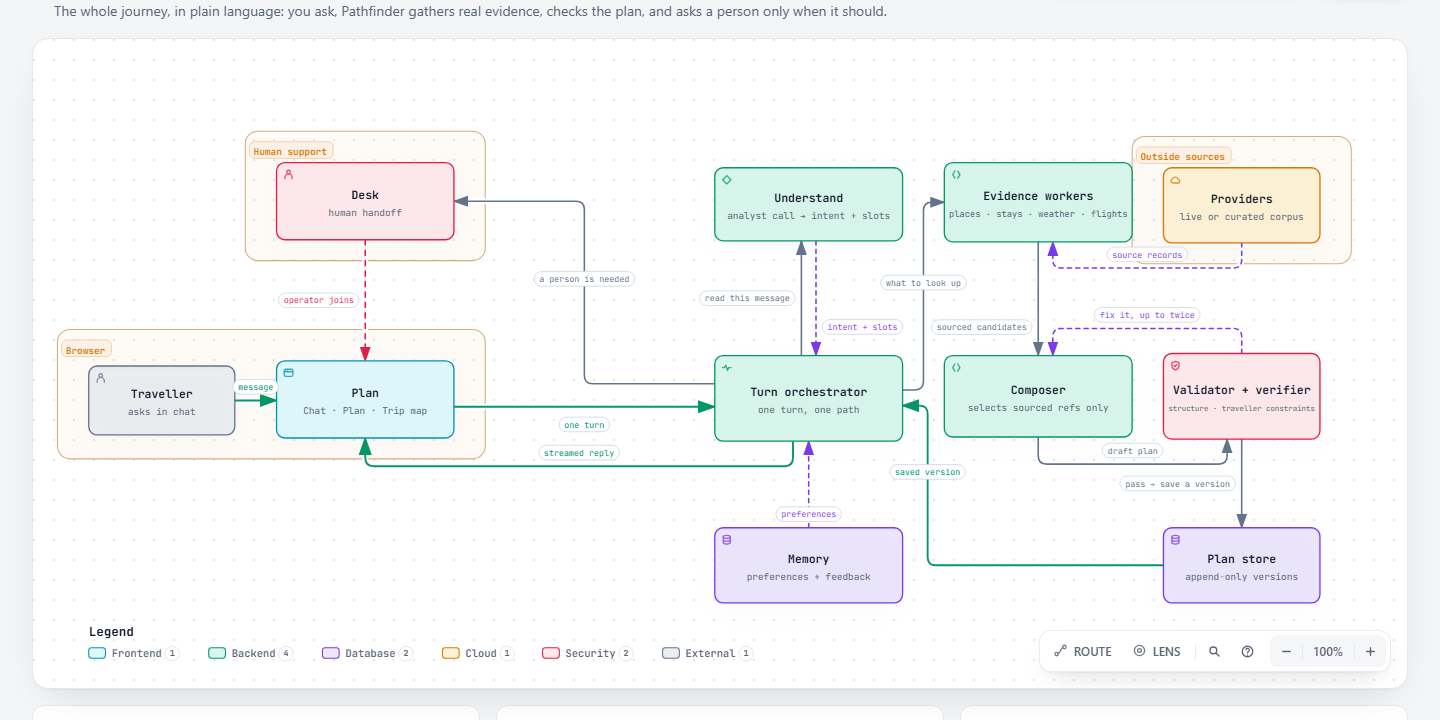 The whole journey, in plain language: you ask, Pathfinder gathers real evidence, checks the plan, and asks a person only when it should.
Human support
Desk
human handoff
Understand
analyst call → intent + slots
Evidence workers
places · stays · weather · flights
Outside sources
Providers
live or curated corpus
source records
a person is needed
what to look up
read this message
operator joins
intent + slots
sourced candidates
fix it, up to twice
Browser
Traveller
asks in chat
message
Plan
Chat · Plan · Trip map
Turn orchestrator
one turn, one path
Composer
selects sourced refs only
Validator + verifier
structure · traveller constraints
one turn
streamed reply
draft plan
saved version
pass → save a version
preferences
Memory
preferences + feedback
Plan store
append-only versions
Legend
Frontend 1
Backend 4
Database 2
Cloud 1
Security 2
External 1
ROUTE
LENS
100%